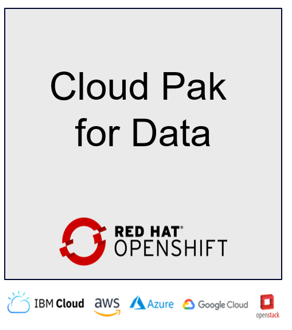 Cloud Pak
for Data
RED HAT®
OPENSHIFT
IBM Cloud aws Azure Google Cloud openstack